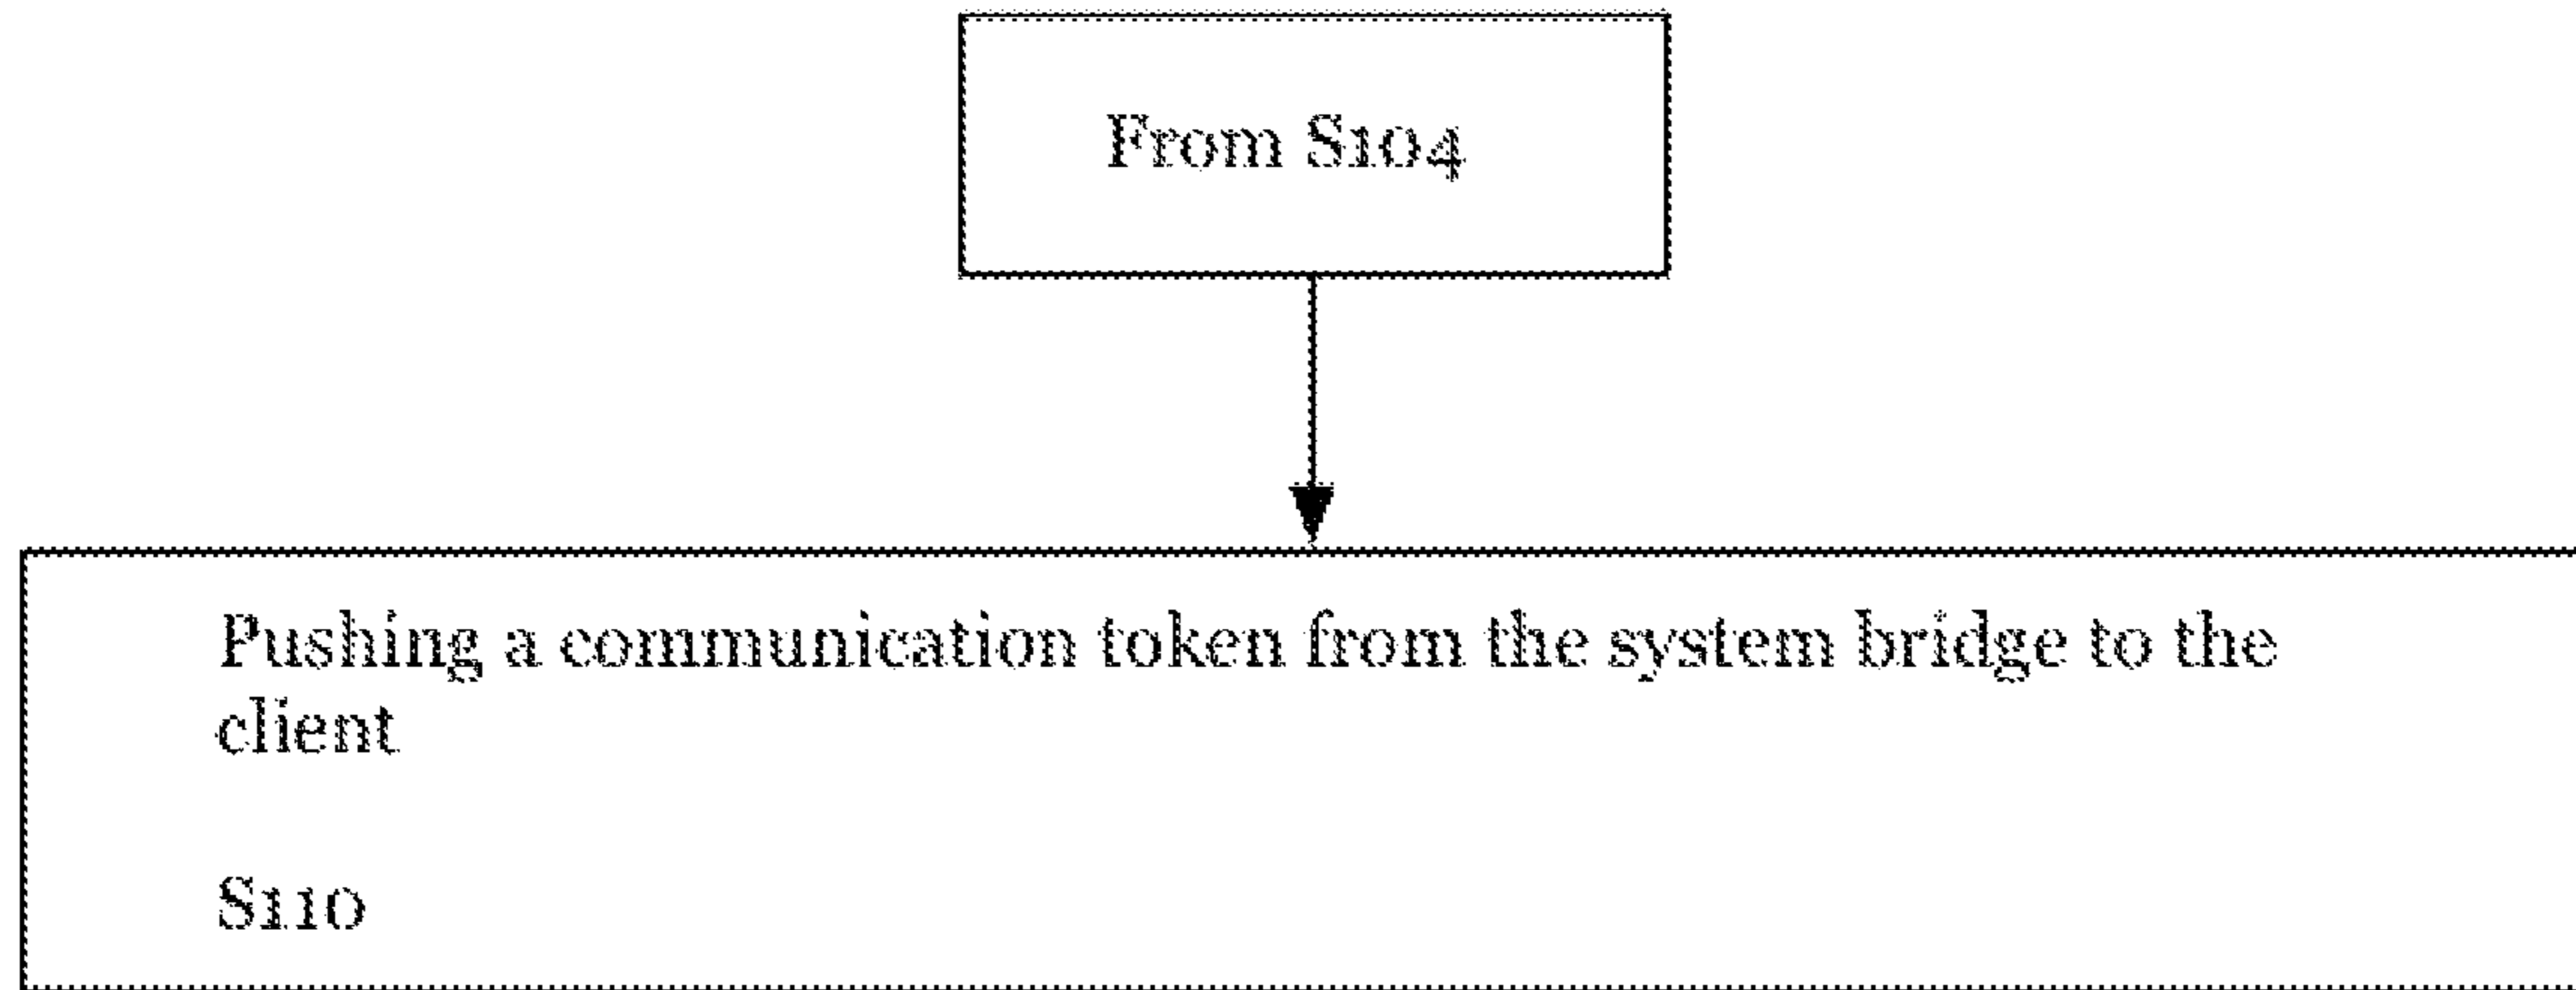 From S104
Pushing a communication token from the system bridge to the
client
S110